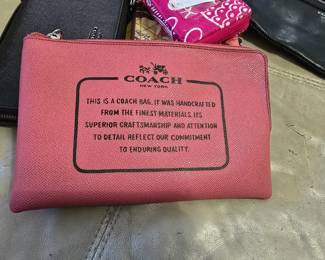 COACH
NEW YORK
THIS IS A COACH BAG. IT WAS HANDCRAFTED
FROM THE FINEST MATERIALS. ITS
SUPERIOR CRAFTSMANSHIP AND ATTENTION
TO DETAIL REFLECT OUR COMMITMENT
TO ENDURING QUALITY.